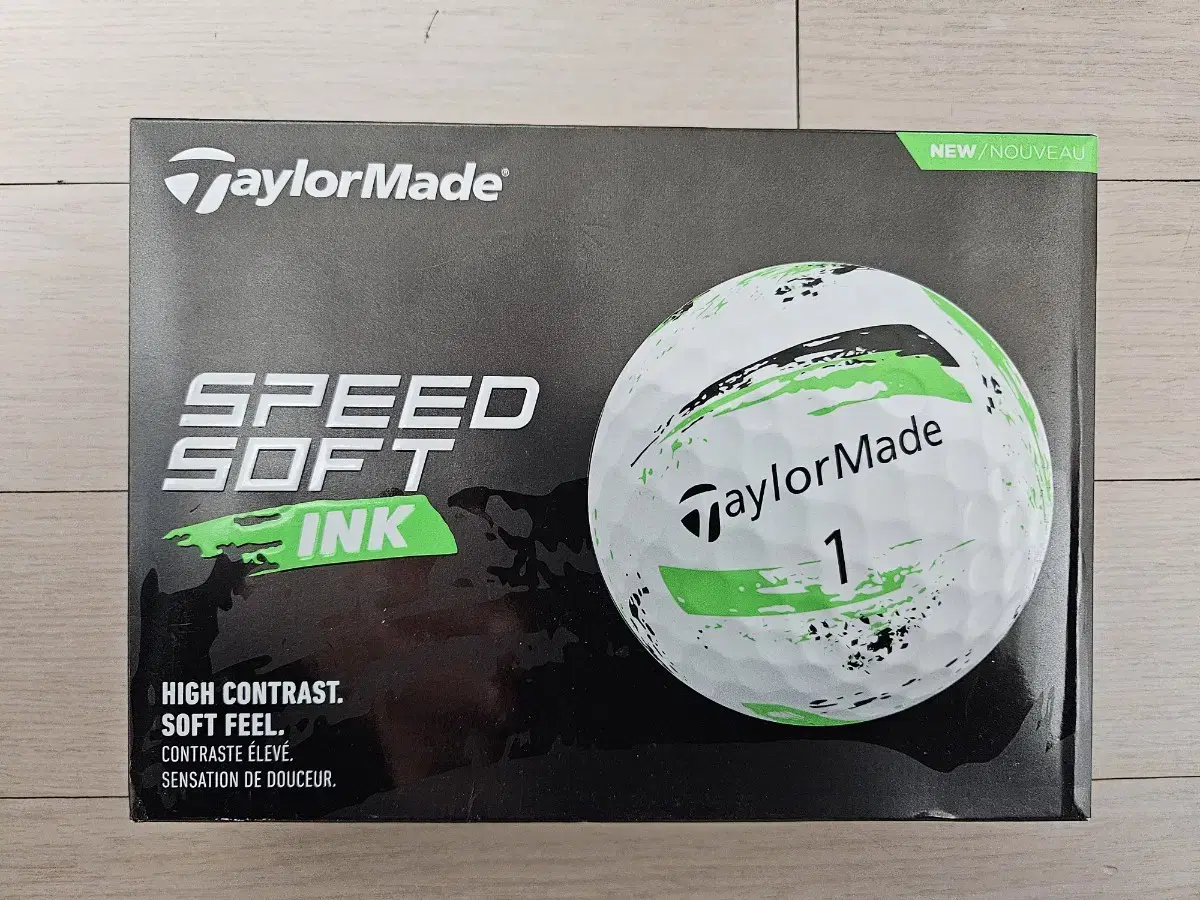 TaylorMade®
NEW/NOUVEAU
SPEED
SOFT
INK
TaylorMade
1
HIGH CONTRAST.
SOFT FEEL.
CONTRASTE ÉLEVÉ.
SENSATION DE DOUCEUR.